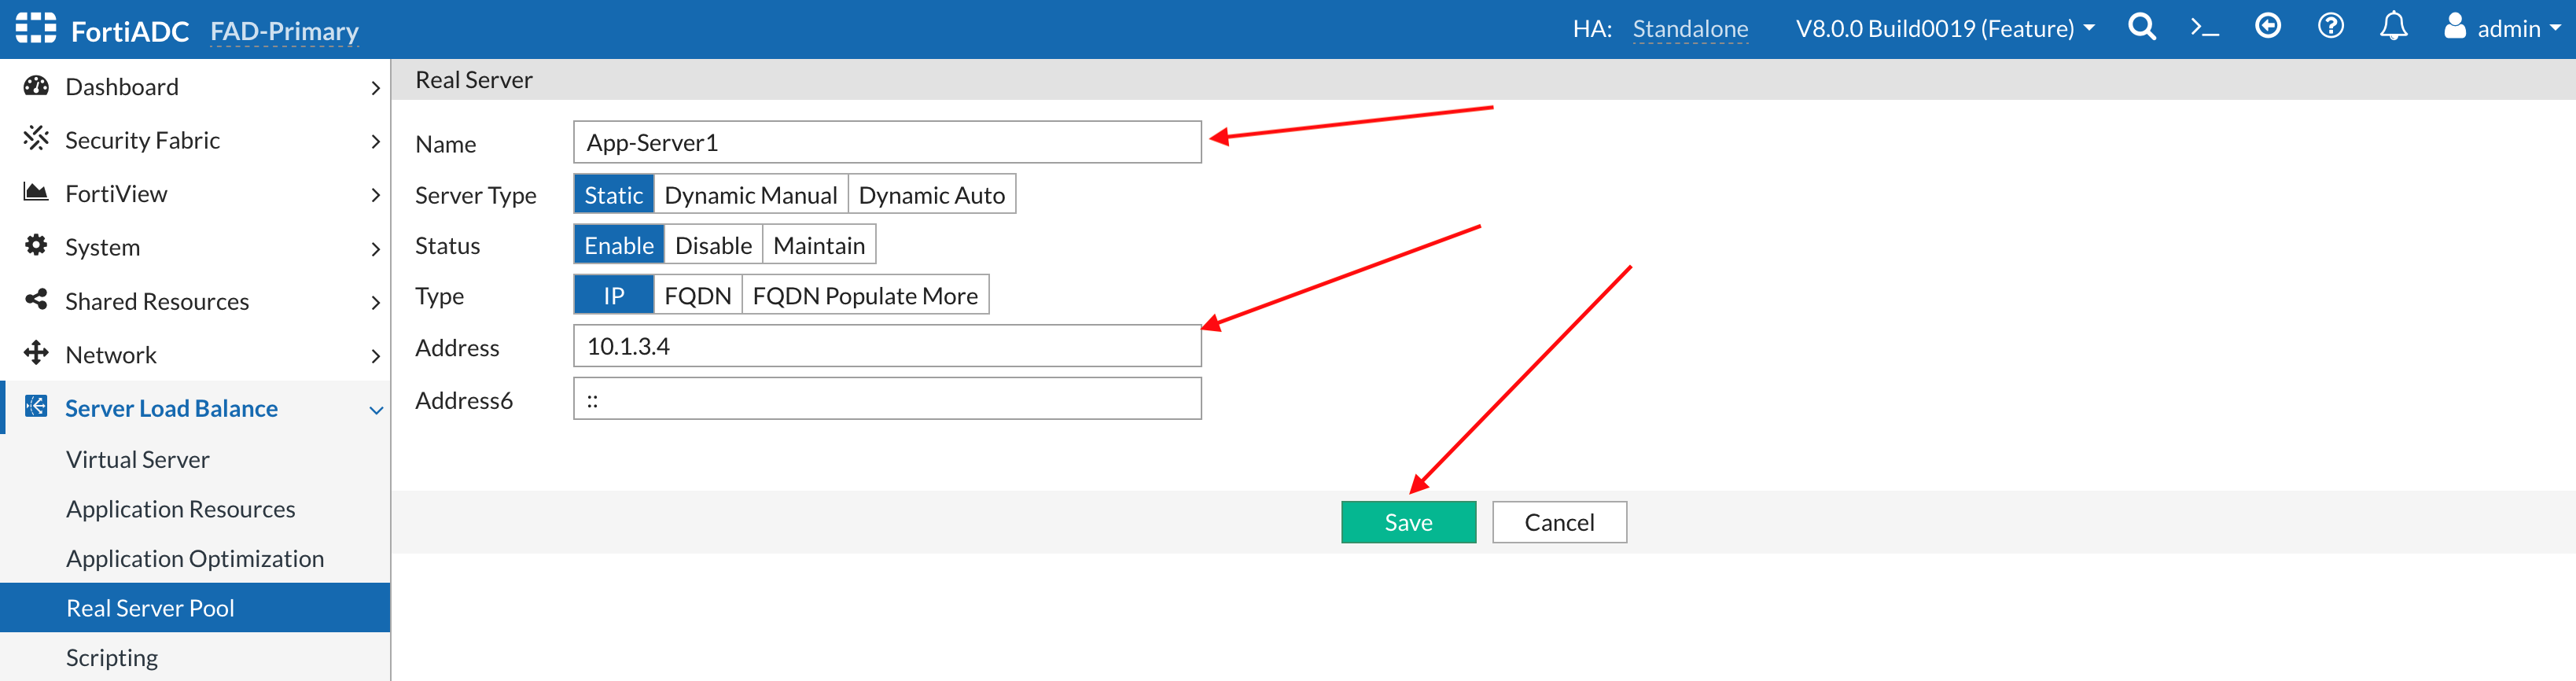 FortiADC FAD-Primary HA: Standalone V8.0.0 Build0019 (Feature) admin
Dashboard
Security Fabric
FortiView
System
Shared Resources
Network
Server Load Balance
Virtual Server
Application Resources
Application Optimization
Real Server Pool
Scripting
Real Server
Name App-Server1
Server Type Static Dynamic Manual Dynamic Auto
Status Enable Disable Maintain
Type IP FQDN FQDN Populate More
Address 10.1.3.4
Address6 ::
Save Cancel